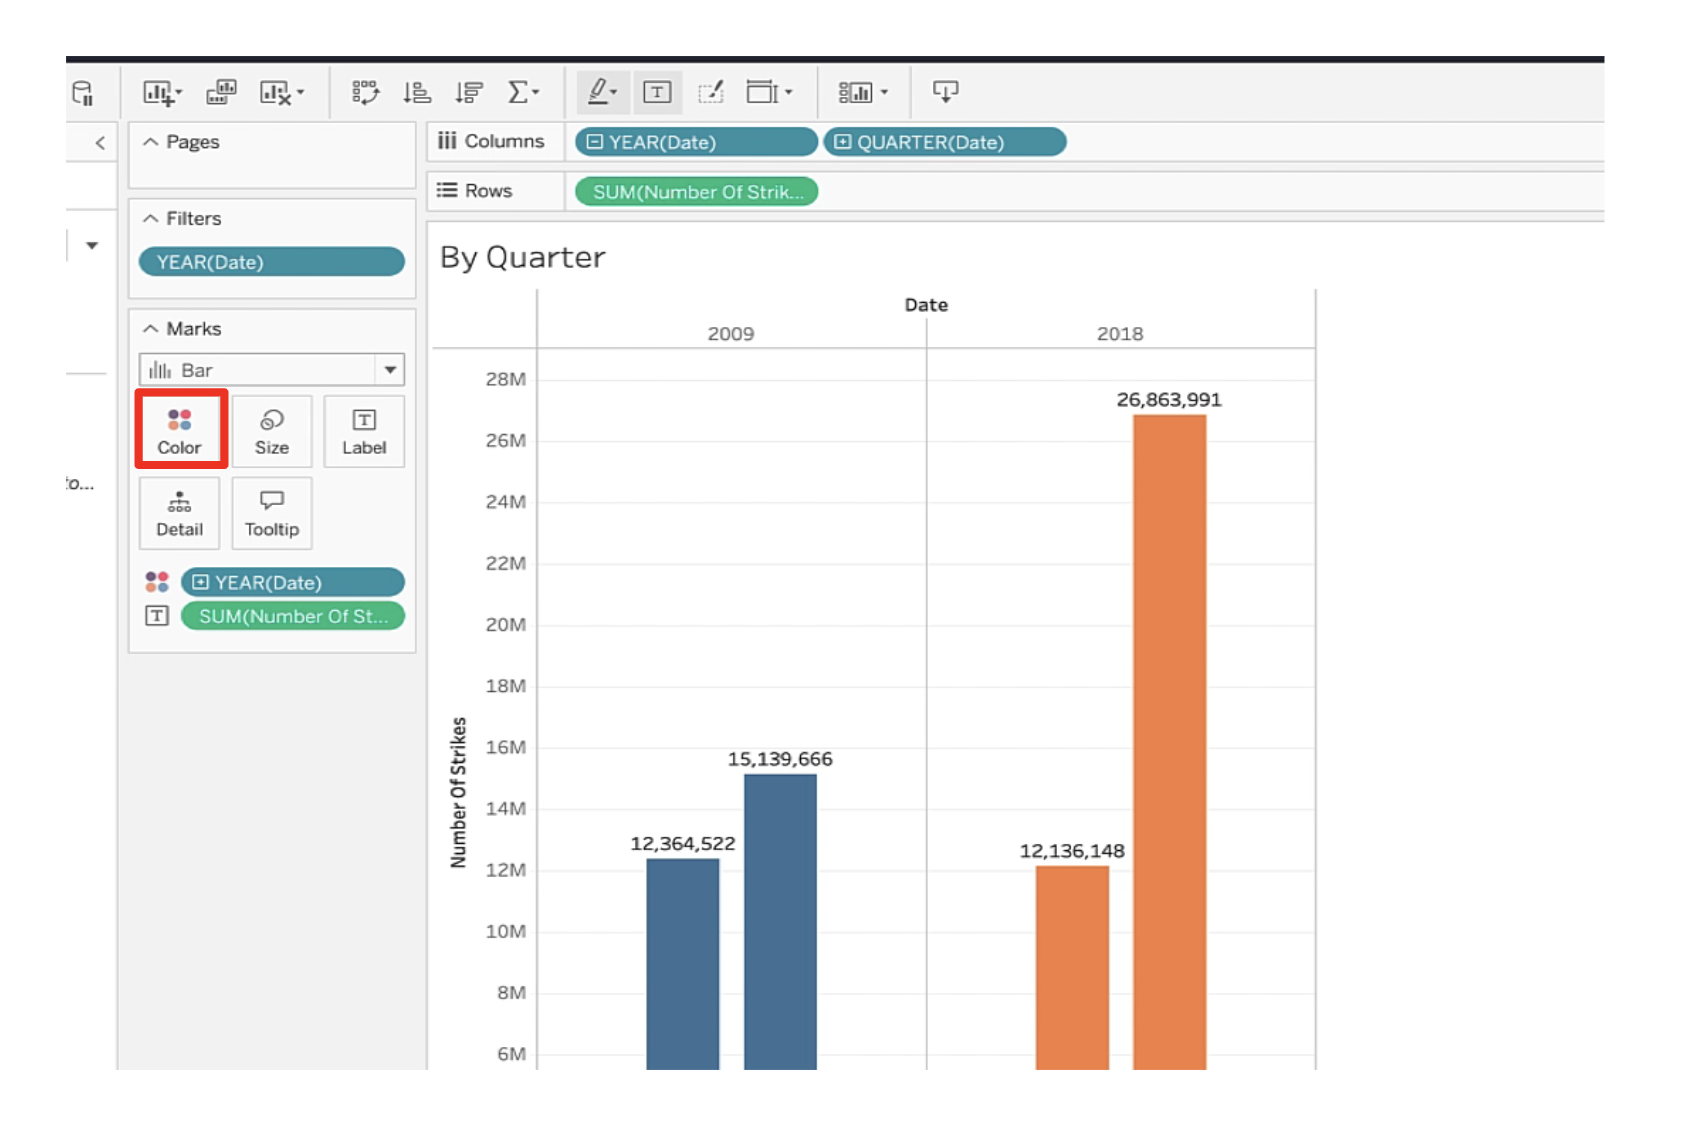 Pages
Columns
YEAR(Date)
QUARTER(Date)
Rows
SUM(Number Of Strik...
Filters
YEAR(Date)
Marks
Bar
Color
Size
Label
Detail
Tooltip
YEAR(Date)
SUM(Number Of St...
to...
By Quarter
Date
2009
2018
28M
26M
24M
22M
20M
18M
16M
14M
12M
10M
8M
6M
Number Of Strikes
12,364,522
15,139,666
12,136,148
26,863,991